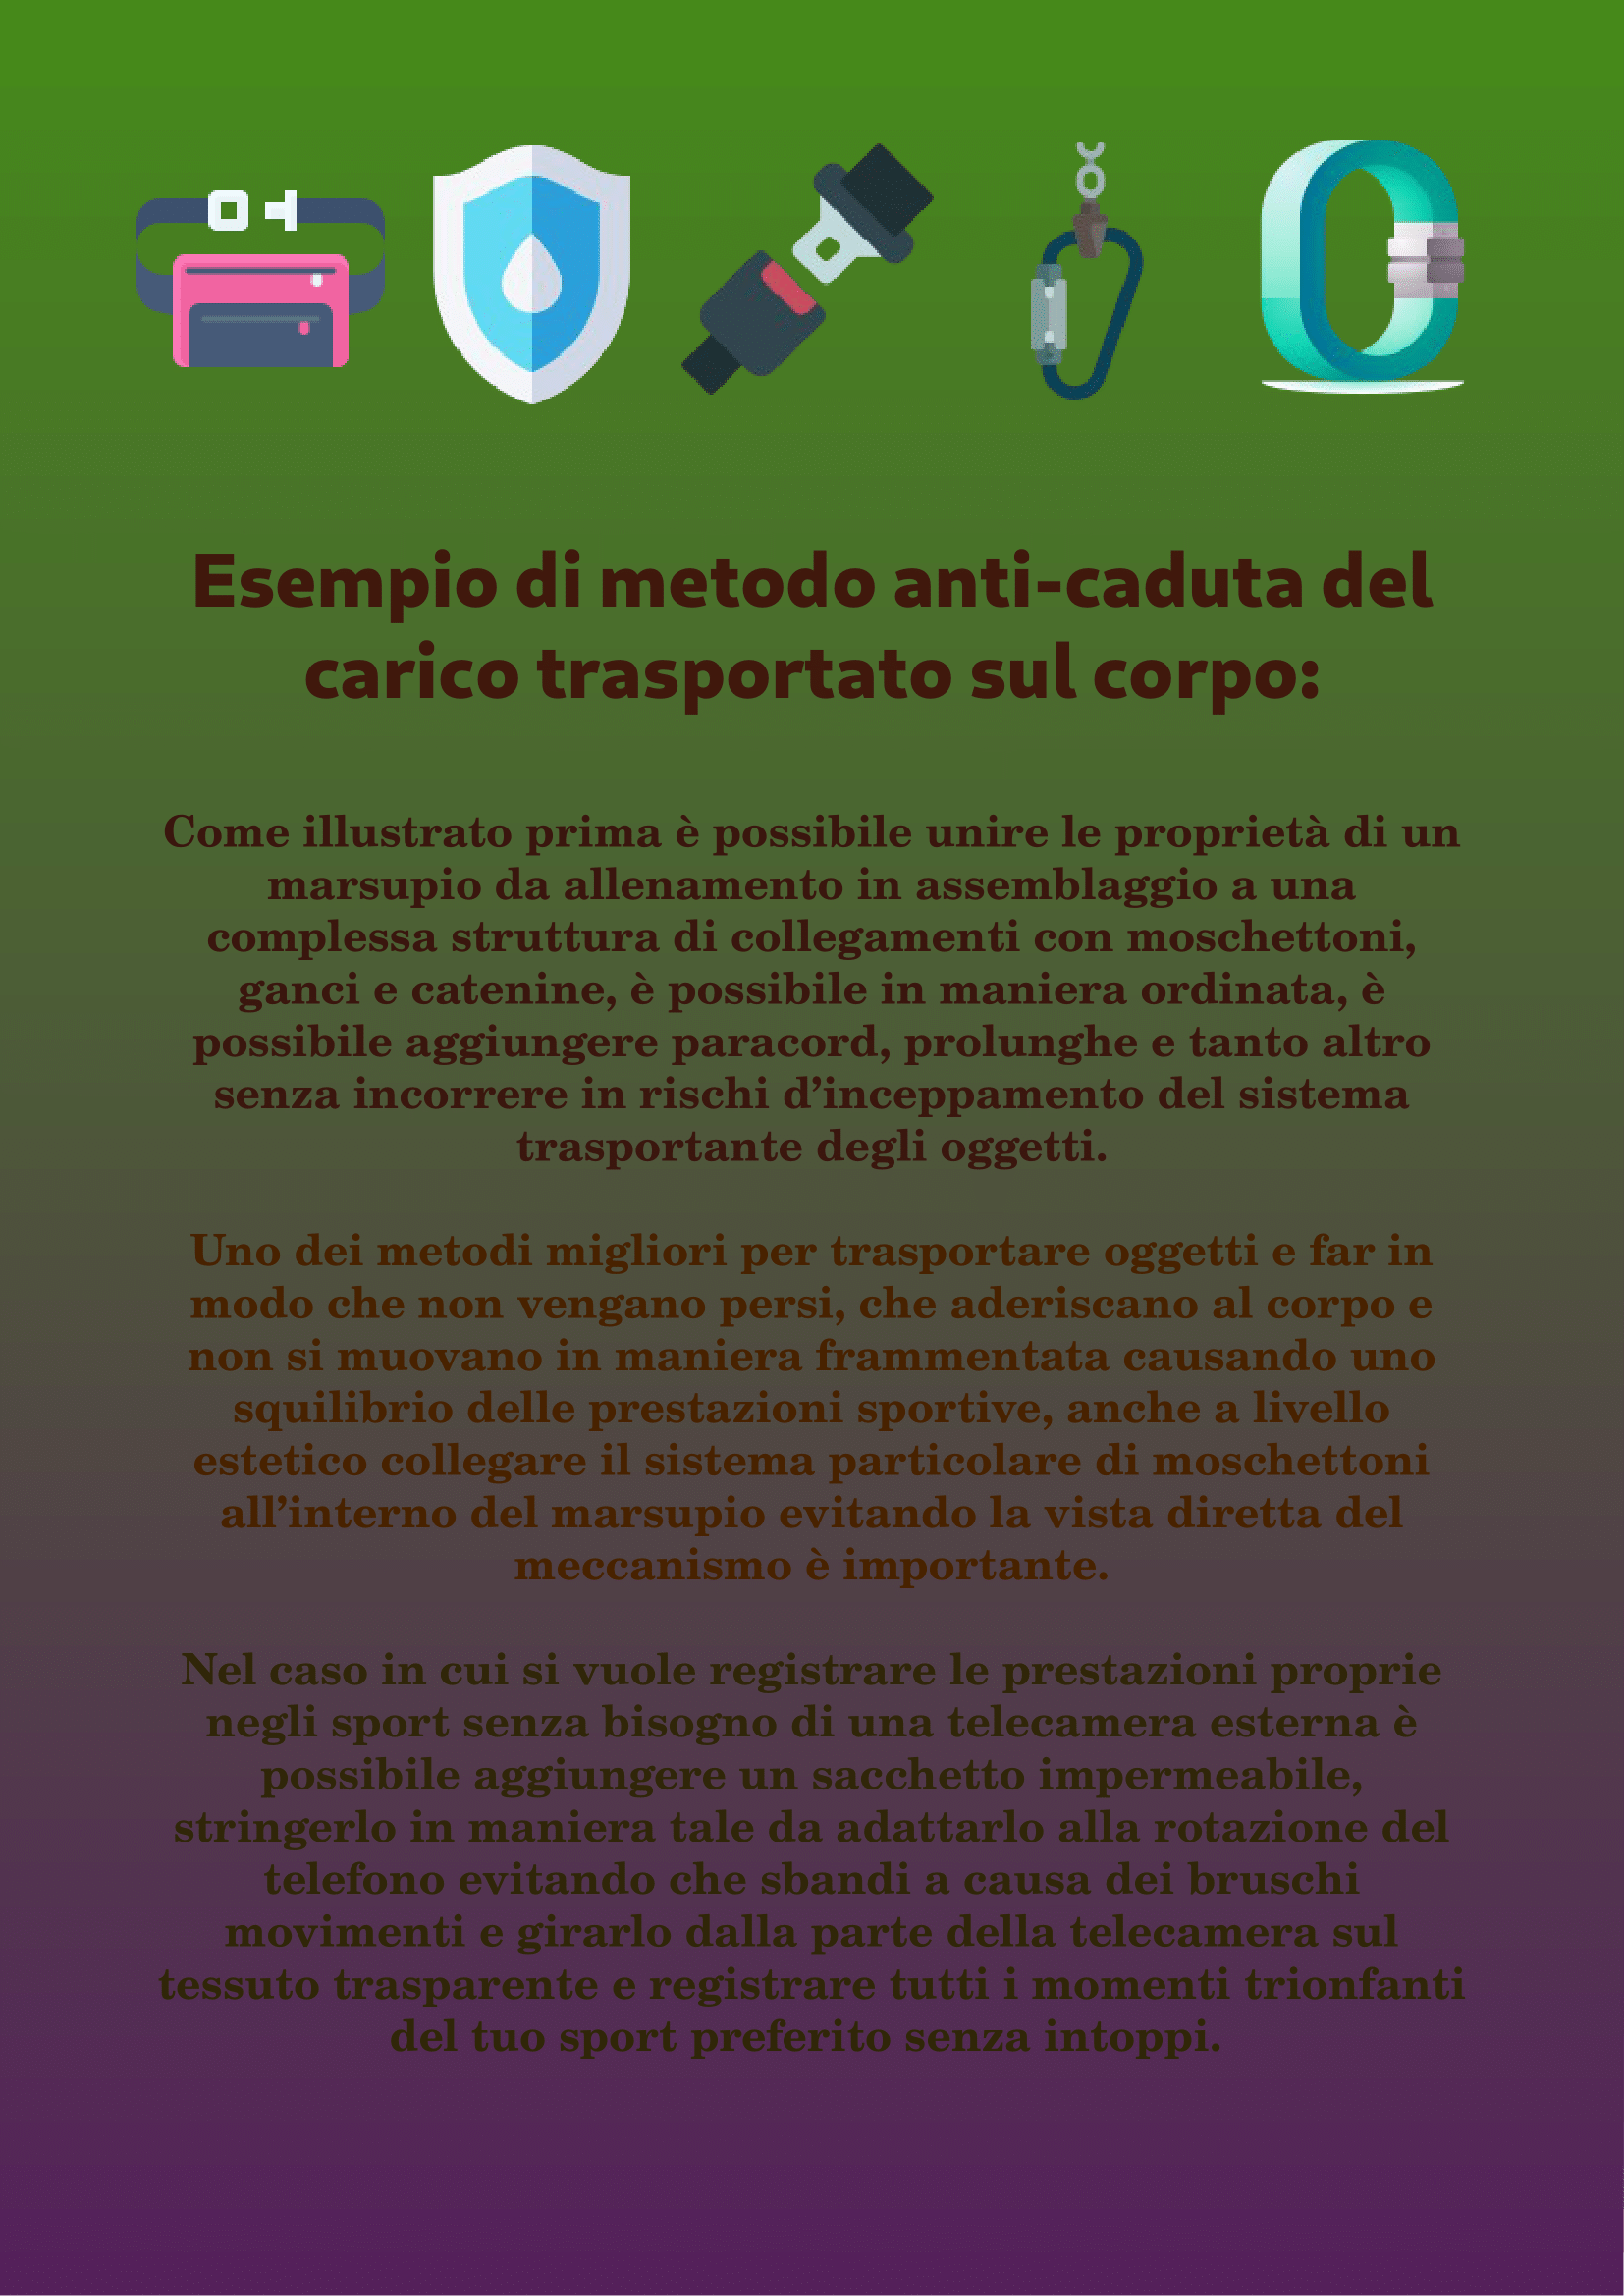 Esempio di metodo anti-caduta del
carico trasportato sul corpo:
Come illustrato prima è possibile unire le proprietà di un
marsupio da allenamento in assemblaggio a una
complessa struttura di collegamenti con moschettoni,
ganci e catenine, è possibile in maniera ordinata, è
possibile aggiungere paracord, prolunghe e tanto altro
senza incorrere in rischi d’inceppamento del sistema
trasportante degli oggetti.
Uno dei metodi migliori per trasportare oggetti e far in
modo che non vengano persi, che aderiscano al corpo e
non si muovano in maniera frammentata causando uno
squilibrio delle prestazioni sportive, anche a livello
estetico collegare il sistema particolare di moschettoni
all’interno del marsupio evitando la vista diretta del
meccanismo è importante.
Nel caso in cui si vuole registrare le prestazioni proprie
negli sport senza bisogno di una telecamera esterna è
possibile aggiungere un sacchetto impermeabile,
stringerlo in maniera tale da adattarlo alla rotazione del
telefono evitando che sbandi a causa dei bruschi
movimenti e girarlo dalla parte della telecamera sul
tessuto trasparente e registrare tutti i momenti trionfanti
del tuo sport preferito senza intoppi.